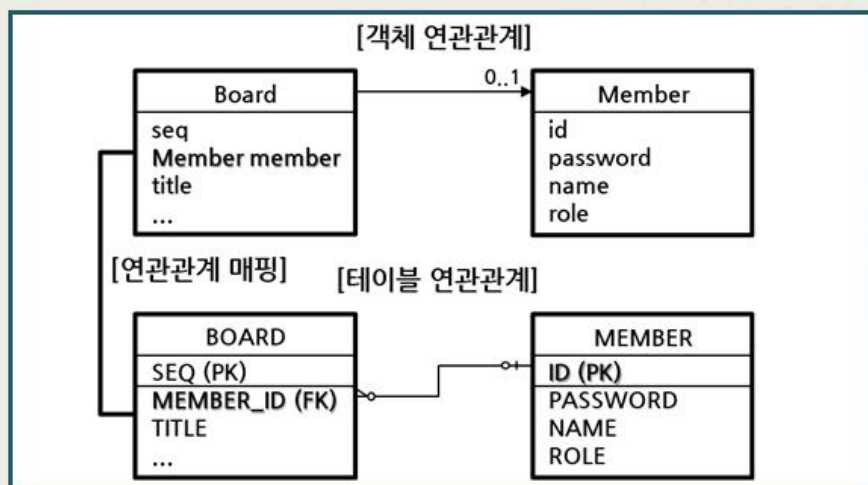 [객체 연관관계]
Board
seq
Member member
title
...
0..1
Member
id
password
name
role
[연관관계 매핑]
[테이블 연관관계]
BOARD
SEQ (PK)
MEMBER_ID (FK)
TITLE
...
MEMBER
ID (PK)
PASSWORD
NAME
ROLE